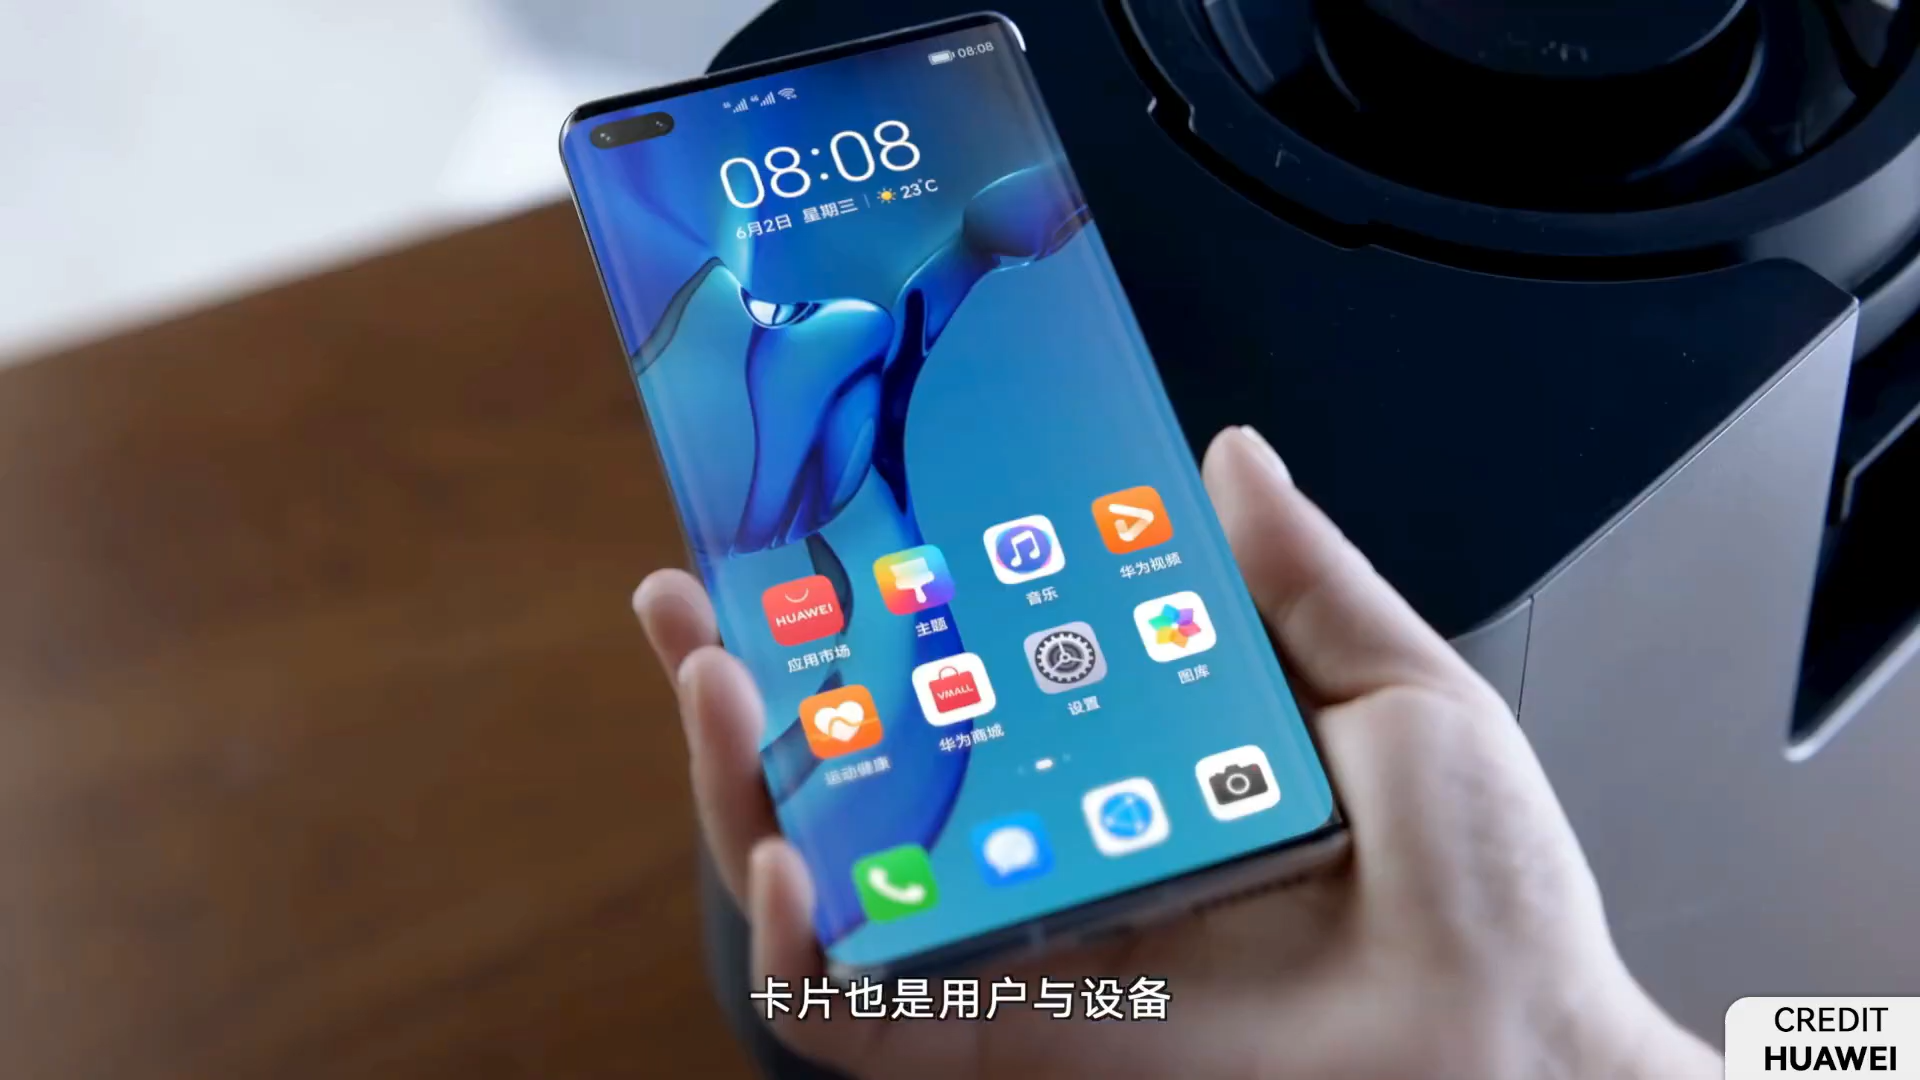 08:08
08:08
6月2日 星期三 | 23°C
HUAWEI
应用市场
主题
音乐
华为视频
运动健康
VMALL
华为商城
设置
图库
卡片也是用户与设备
CREDIT
HUAWEI